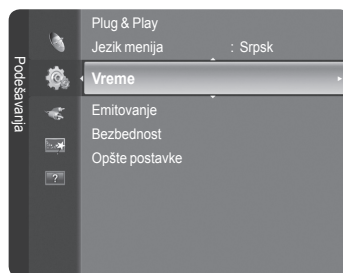 Podešavanja
Plug & Play
Jezik menija : Srpsk
Vreme
Emitovanje
Bezbednost
Opšte postavke
?